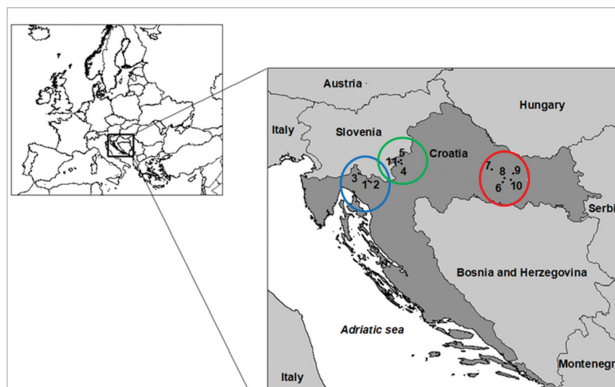 Austria
Hungary
Italy
Slovenia
Croatia
5
11
4
3
1 2
7
8 9
6 10
Serbi
Bosnia and Herzegovina
Adriatic sea
Montenegr
Italy